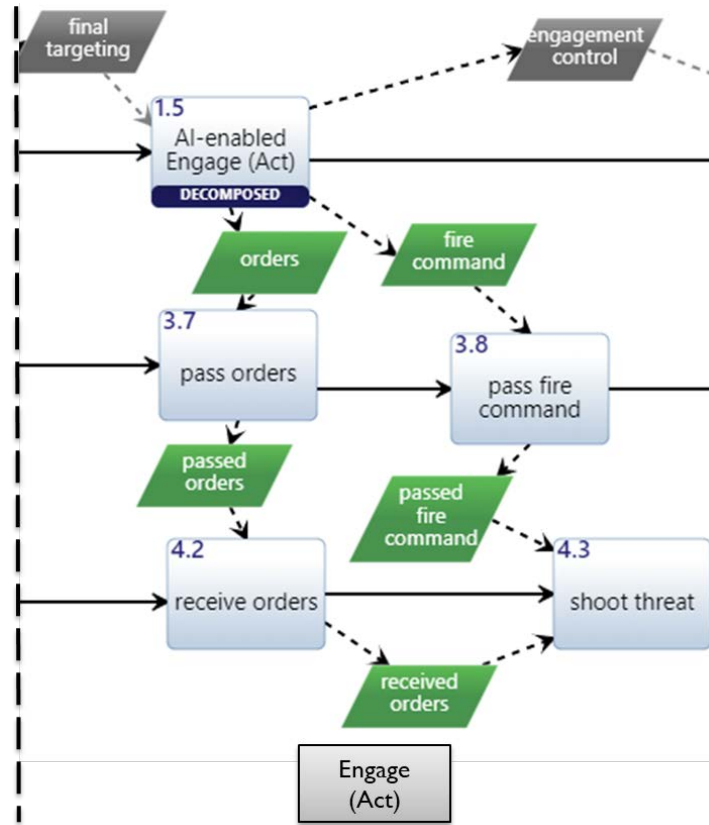 final
targeting
engagement
control
1.5
AI-enabled
Engage (Act)
DECOMPOSED
orders
fire
command
3.7
pass orders
3.8
pass fire
command
passed
orders
passed
fire
command
4.2
receive orders
4.3
shoot threat
received
orders
Engage
(Act)